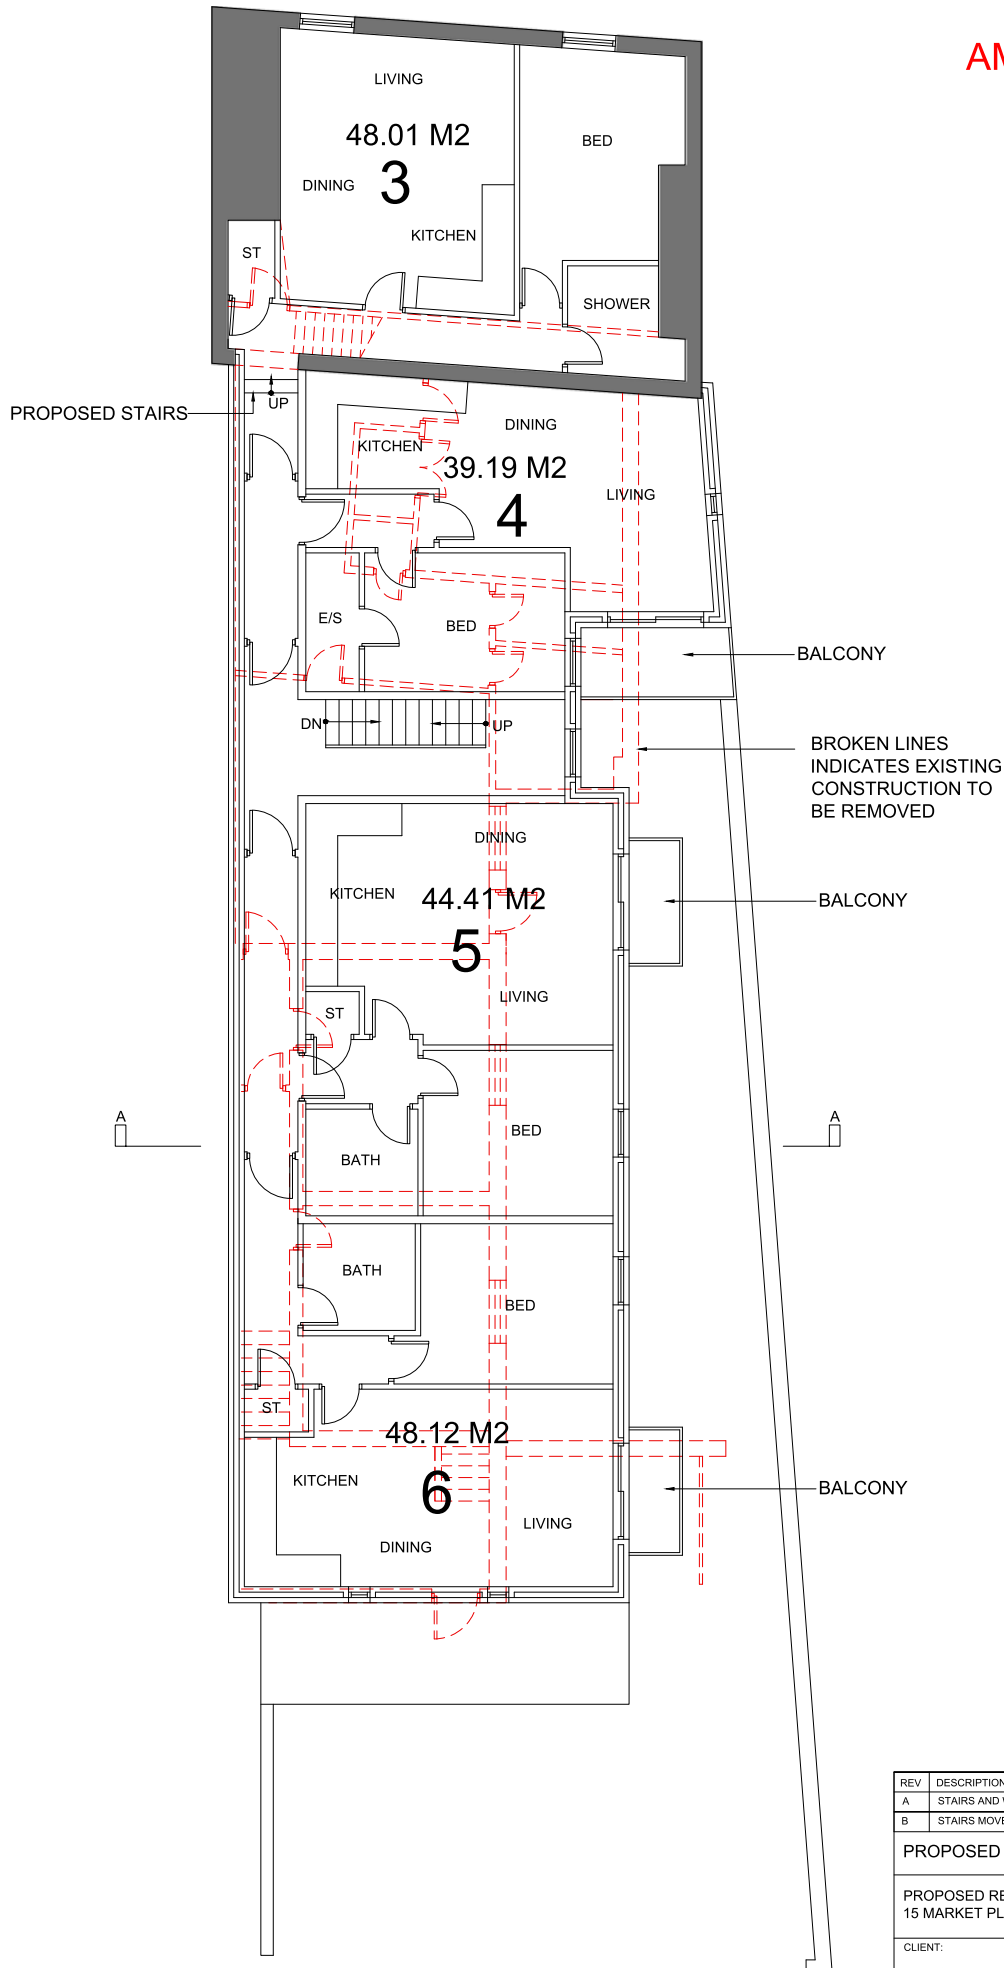 AM
LIVING
48.01 M2
BED
3
DINING
KITCHEN
ST
SHOWER
UP
PROPOSED STAIRS
DINING
KITCHEN
39.19 M2
LIVING
4
E/S
BED
BALCONY
DN
UP
BROKEN LINES
INDICATES EXISTING
CONSTRUCTION TO
BE REMOVED
DINING
KITCHEN
44.41 M2
BALCONY
5
LIVING
ST
A
A
BED
BATH
BATH
BED
ST
48.12 M2
KITCHEN
6
BALCONY
LIVING
DINING
REV DESCRIPTION
A STAIRS AND
B STAIRS MOVE
PROPOSED
PROPOSED RE
15 MARKET PL
CLIENT: